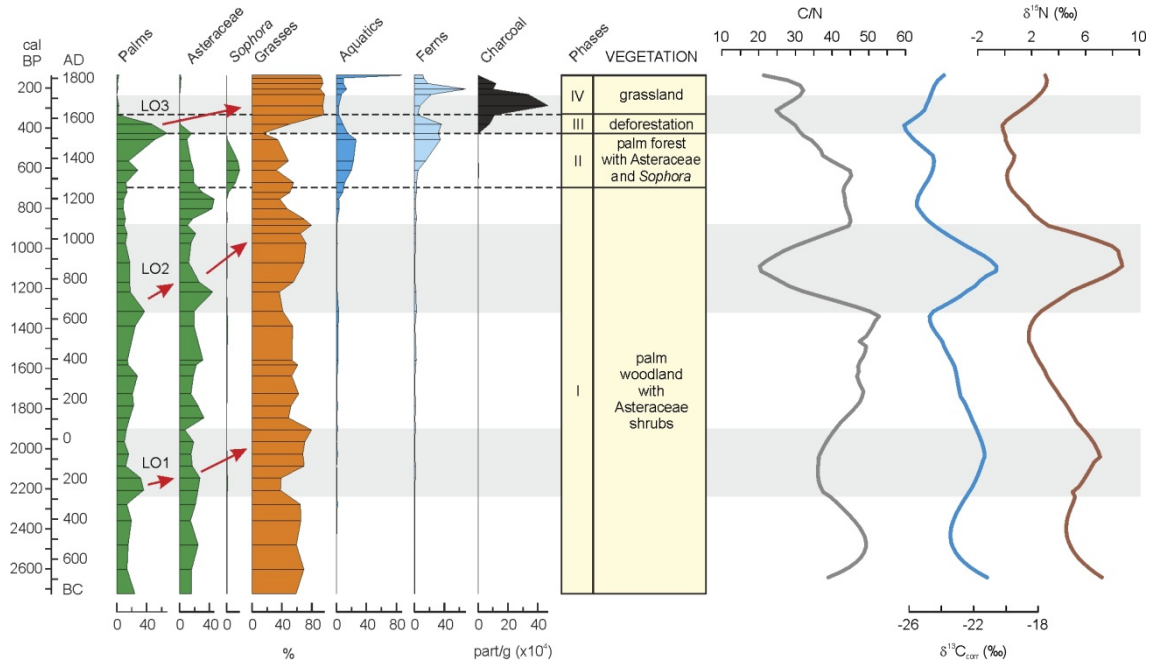 cal
BP
AD
Palms
Asteraceae
Sophora
Grasses
Aquatics
Ferns
Charcoal
Phases
VEGETATION
C/N
δ¹⁵N (‰)
10 20 30 40 50 60
-2 2 6 10
200
400
600
800
1000
1200
1400
1600
1800
2000
2200
2400
2600
1800
1600
1400
1200
1000
800
600
400
200
0
200
400
600
BC
LO3
LO2
LO1
IV grassland
III deforestation
II
palm forest
with Asteraceae
and Sophora
I
palm
woodland
with
Asteraceae
shrubs
0 40
0 40
0
0 40 80
0 40 80
0 40
0 20 40
%
part/g (x10⁴)
-26 -22 -18
δ¹³Ccorr (‰)